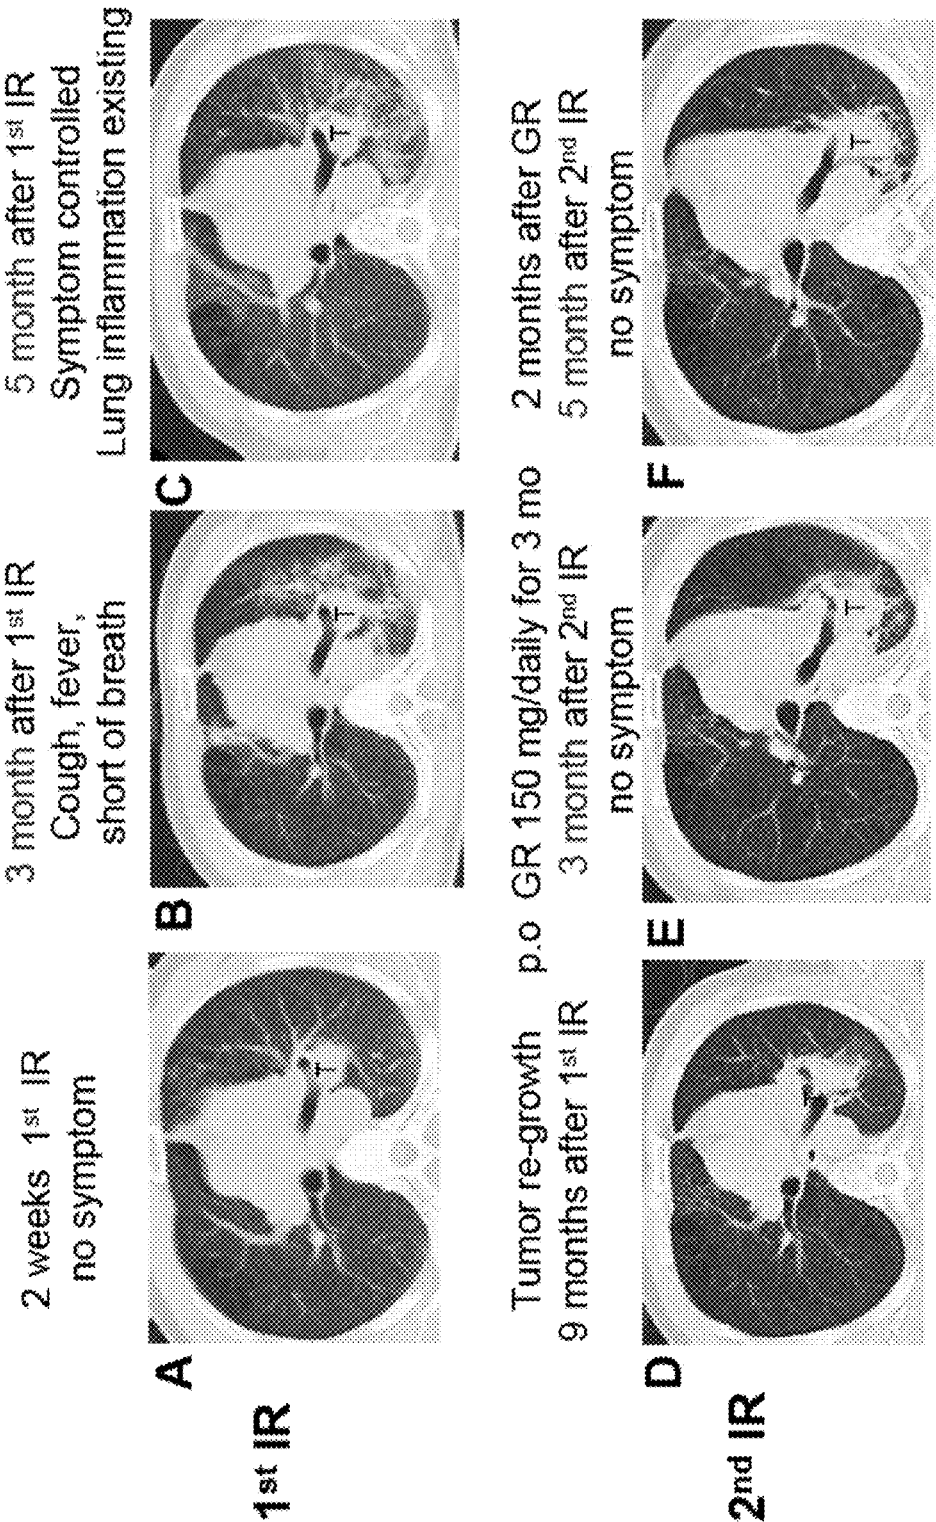 2 weeks 1st IR
no symptom
3 month after 1st IR
Cough, fever,
short of breath
5 month after 1st IR
Symptom controlled
Lung inflammation existing
1st IR
A
T
B
T
C
T
Tumor re-growth
9 months after 1st IR
p.o GR 150 mg/daily for 3 mo
3 month after 2nd IR
no symptom
2 months after GR
5 month after 2nd IR
no symptom
2nd IR
D
T
E
T
F
T